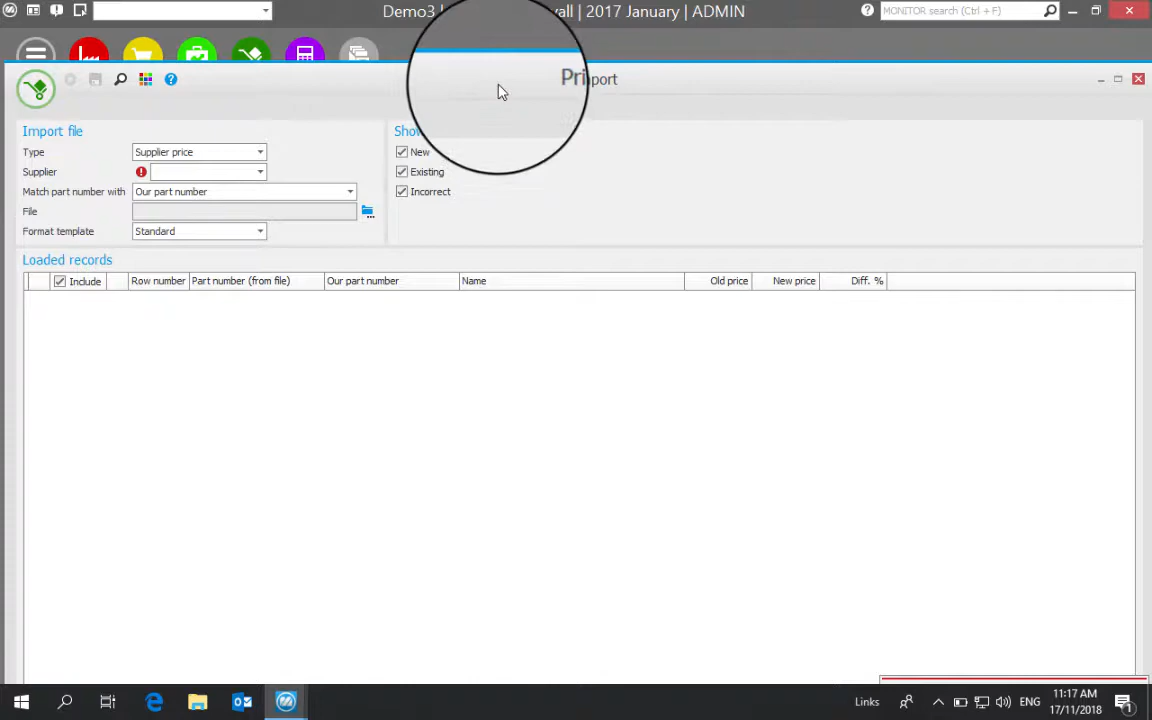 Demo3 | vall | 2017 January | ADMIN
MONITOR search (Ctrl + F)
Pri port
Import file
Type
Supplier price
Supplier
Match part number with
Our part number
File
Format template
Standard
Show
New
Existing
Incorrect
Loaded records
Include
Row number
Part number (from file)
Our part number
Name
Old price
New price
Diff. %
Links
ENG
11:17 AM
17/11/2018
1